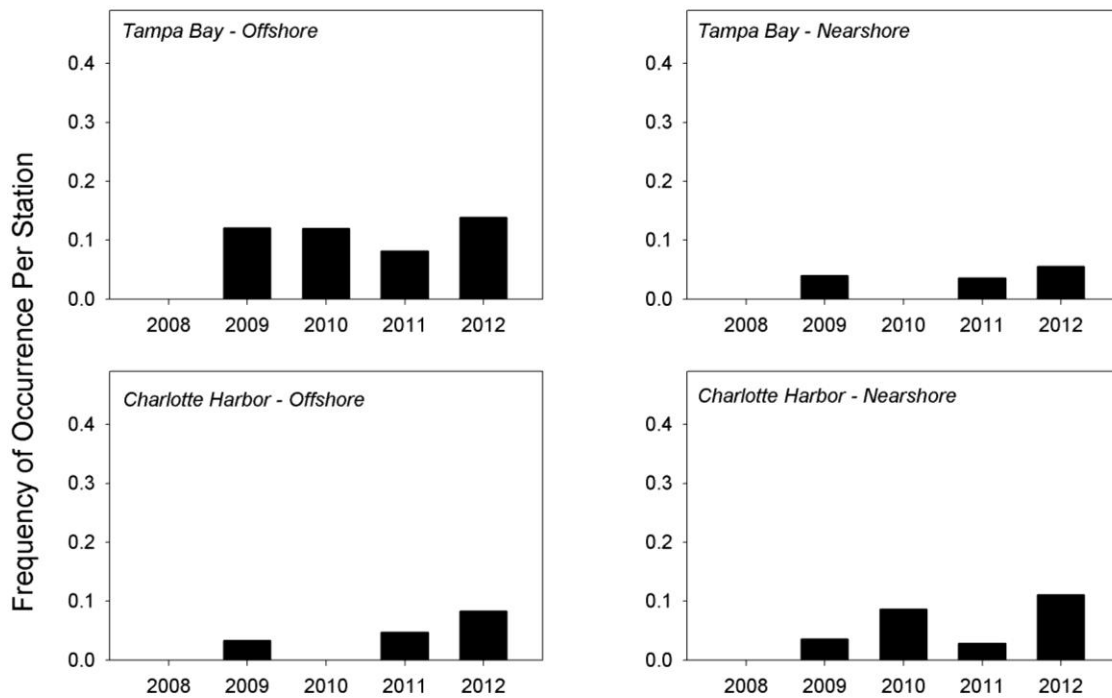 Frequency of Occurrence Per Station
Tampa Bay - Offshore
0.4
0.3
0.2
0.1
0.0
2008 2009 2010 2011 2012
Tampa Bay - Nearshore
0.4
0.3
0.2
0.1
0.0
2008 2009 2010 2011 2012
Charlotte Harbor - Offshore
0.4
0.3
0.2
0.1
0.0
2008 2009 2010 2011 2012
Charlotte Harbor - Nearshore
0.4
0.3
0.2
0.1
0.0
2008 2009 2010 2011 2012